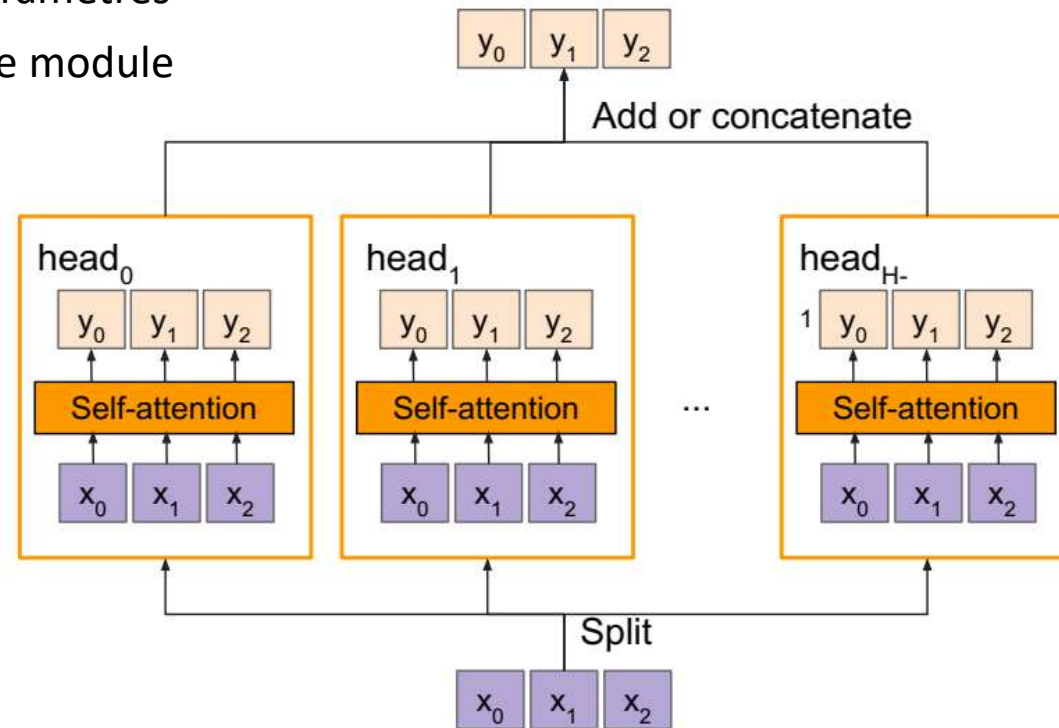 e module
y₀ y₁ y₂
Add or concatenate
head₀
y₀ y₁ y₂
Self-attention
x₀ x₁ x₂
head₁
y₀ y₁ y₂
Self-attention
x₀ x₁ x₂
...
head H-
1
y₀ y₁ y₂
Self-attention
x₀ x₁ x₂
Split
x₀ x₁ x₂